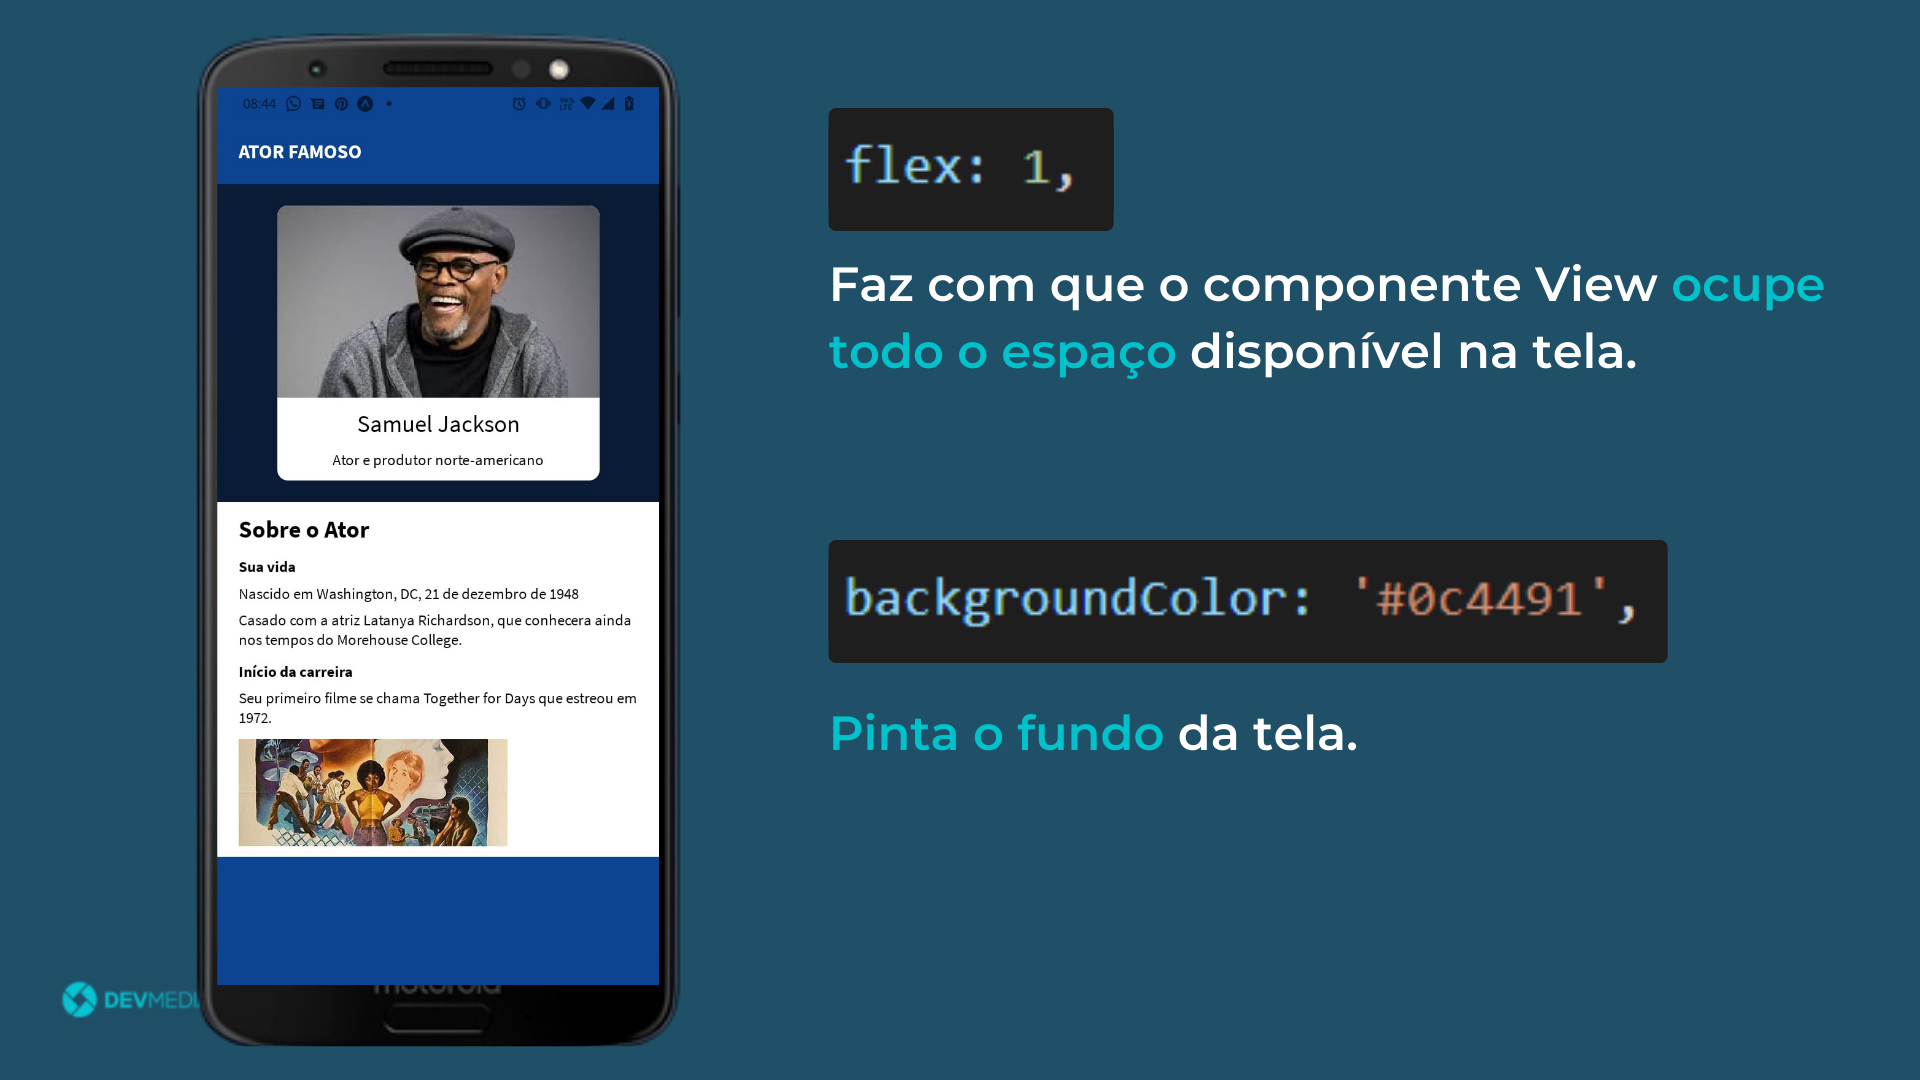 08:44
ATOR FAMOSO
Samuel Jackson
Ator e produtor norte-americano
Sobre o Ator
Sua vida
Nascido em Washington, DC, 21 de dezembro de 1948
Casado com a atriz Latanya Richardson, que conhecera ainda
nos tempos do Morehouse College.
Início da carreira
Seu primeiro filme se chama Together for Days que estreou em
1972.
motorola
DEVMEDIA
flex: 1,
Faz com que o componente View ocupe
todo o espaço disponível na tela.
backgroundColor: '#0c4491',
Pinta o fundo da tela.